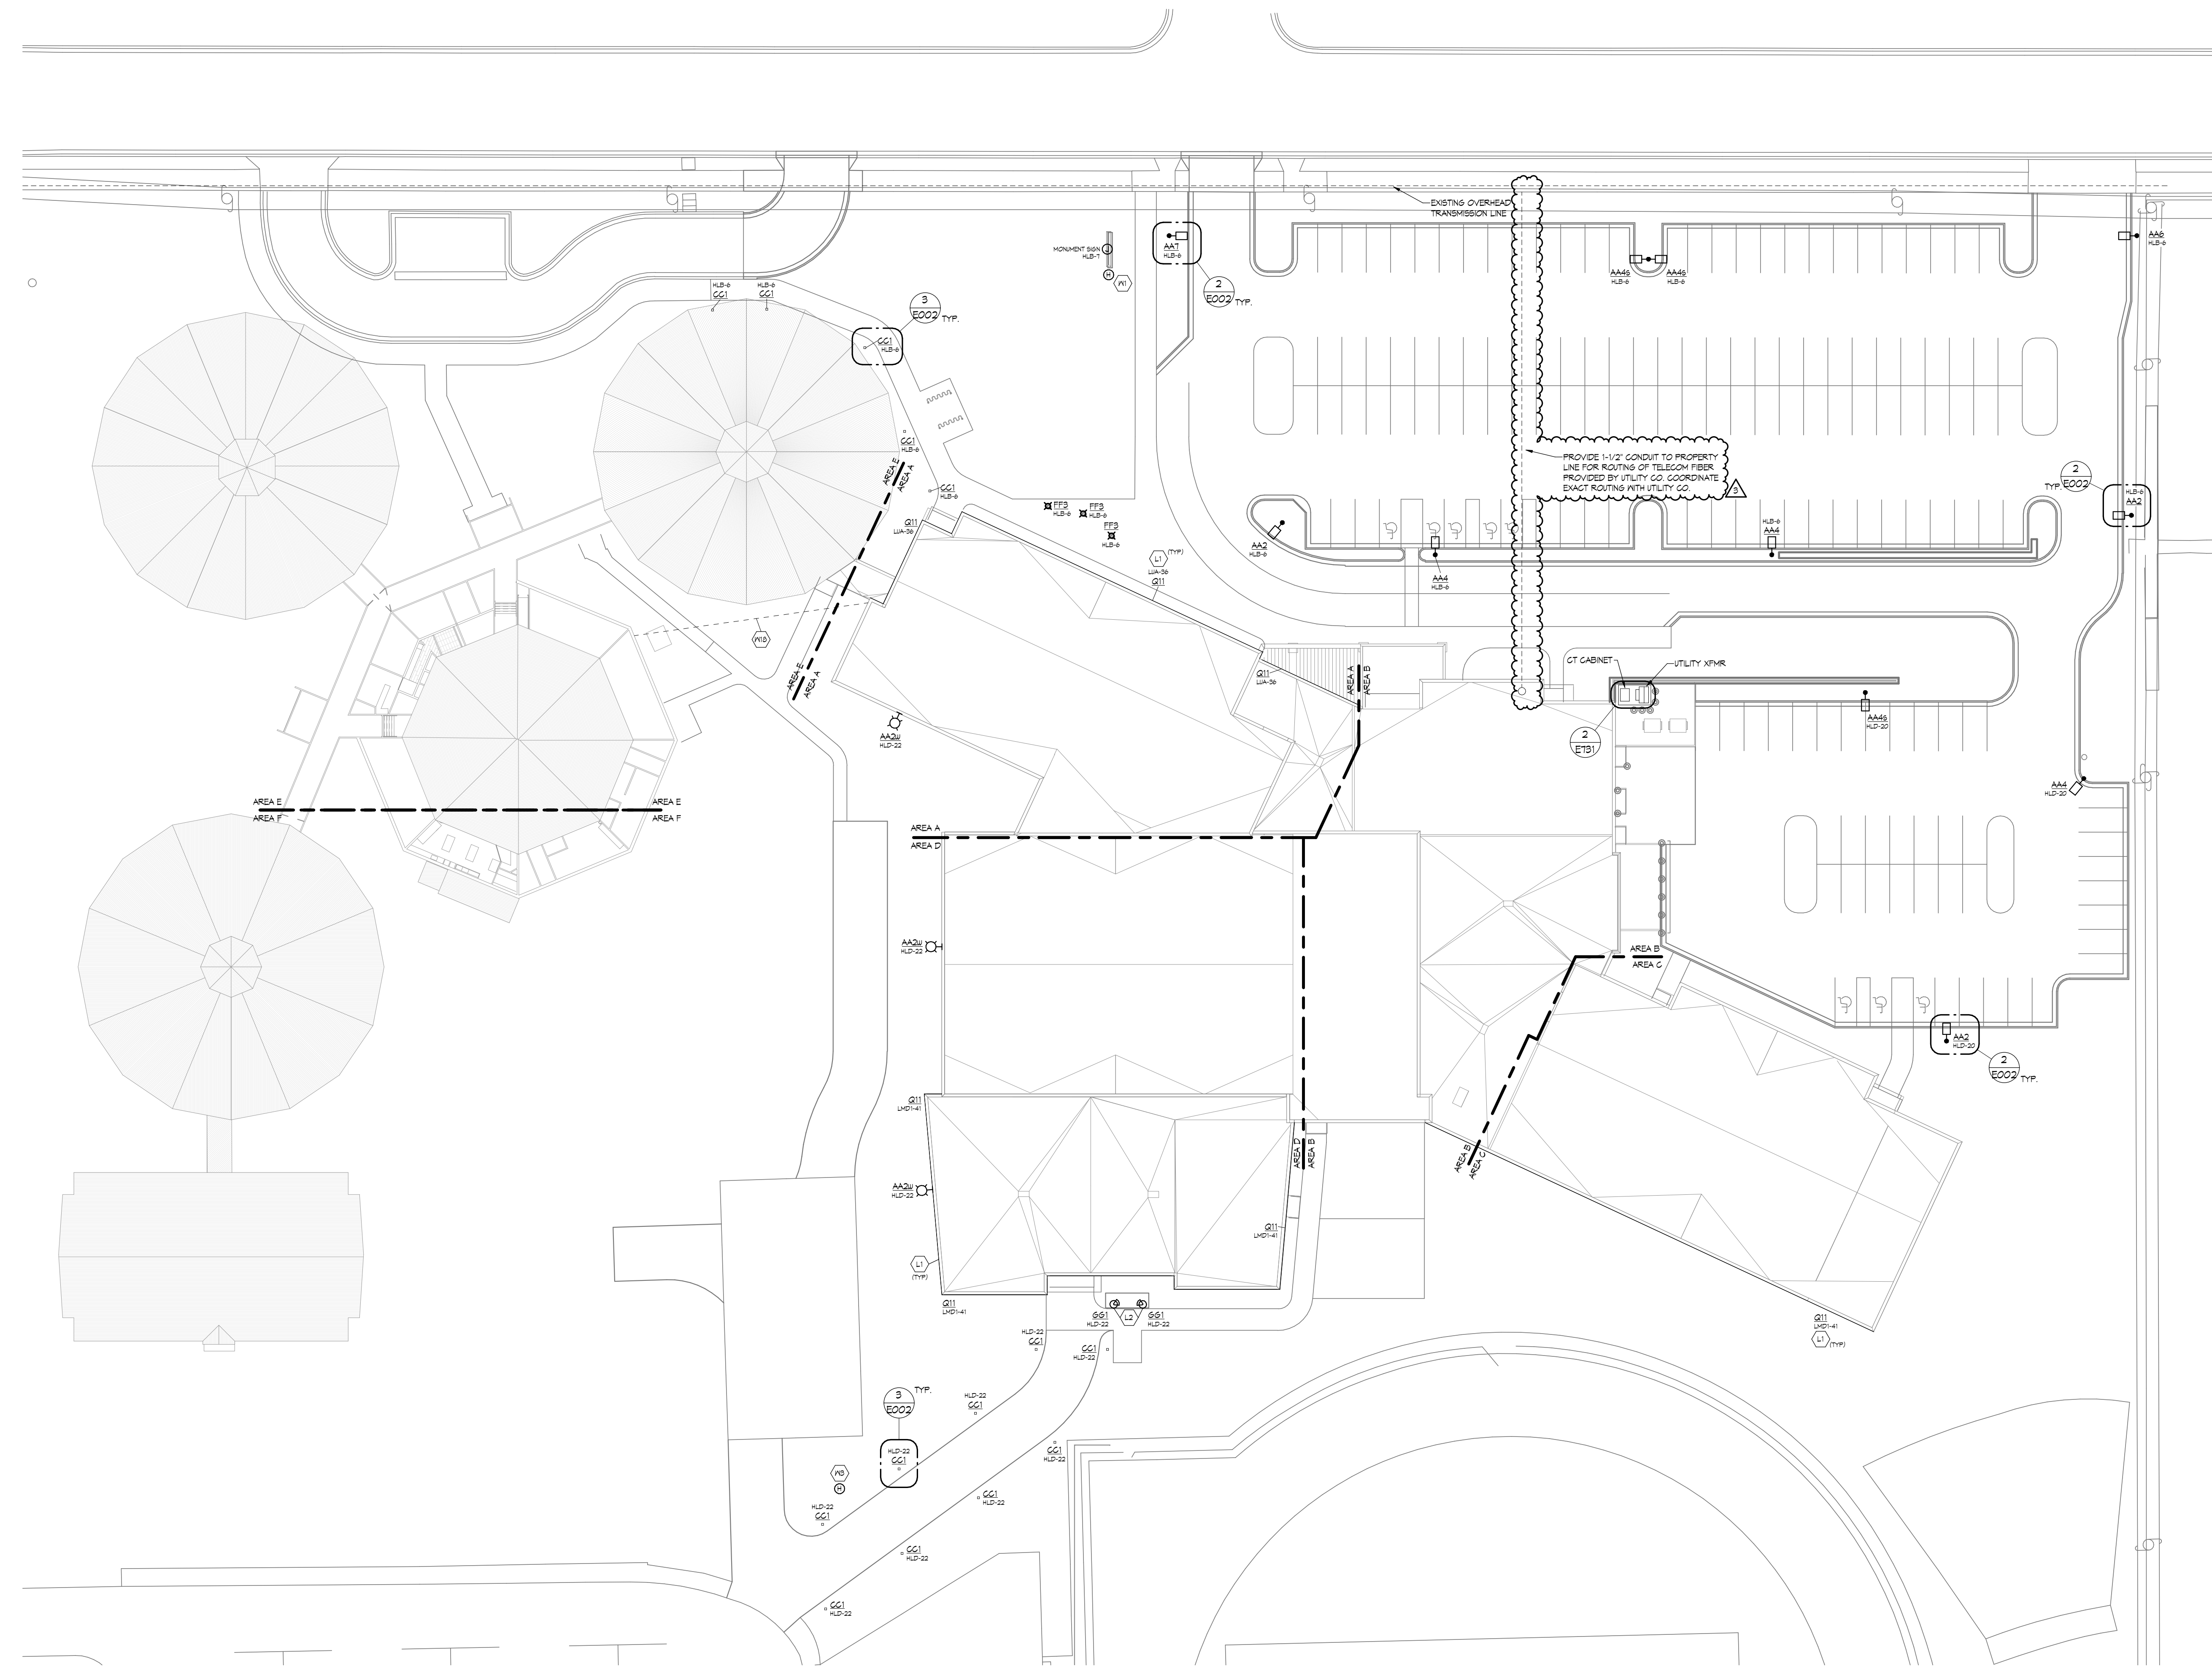 EXISTING OVERHEAD
TRANSMISSION LINE
MONUMENT SIGN
HLB-7
J
H
W1
AA7
HLB-6
2
E002
TYP.
AA4s
HLB-6
AA4s
HLB-6
AA6
HLB-6
HLB-6
CC1
HLB-6
CC1
3
E002
TYP.
CC1
HLB-6
CC1
HLB-6
AREA E
AREA A
CC1
HLB-6
PROVIDE 1-1/2" CONDUIT TO PROPERTY
LINE FOR ROUTING OF TELECOM FIBER
PROVIDED BY UTILITY CO. COORDINATE
EXACT ROUTING WITH UTILITY CO.
3
2
E002
TYP.
HLB-6
AA2
FF3
HLB-6
FF3
HLB-6
FF3
HLB-6
Q11
LUA-36
L1
(TYP)
LUA-36
Q11
AA2
HLB-6
AA4
HLB-6
HLB-6
AA4
W13
AREA E
AREA A
Q11
LUA-36
AREA A
AREA B
CT CABINET
UTILITY XFMR
2
E731
AA4s
HLD-20
AA4
HLD-20
AA2w
HLD-22
AREA E
AREA F
AREA E
AREA F
AREA A
AREA D
AA2w
HLD-22
AREA B
AREA C
AA2
HLD-20
2
E002
TYP.
Q11
LMD1-41
AREA D
AREA B
AREA B
AREA C
AA2w
HLD-22
Q11
LMD1-41
L1
(TYP)
Q11
LMD1-41
GG1
HLD-22
L2
GG1
HLD-22
Q11
LMD1-41
L1
(TYP)
HLD-22
CC1
CC1
HLD-22
3
E002
TYP.
HLD-22
CC1
HLD-22
CC1
CC1
HLD-22
W3
H
HLD-22
CC1
CC1
HLD-22
CC1
HLD-22
CC1
HLD-22